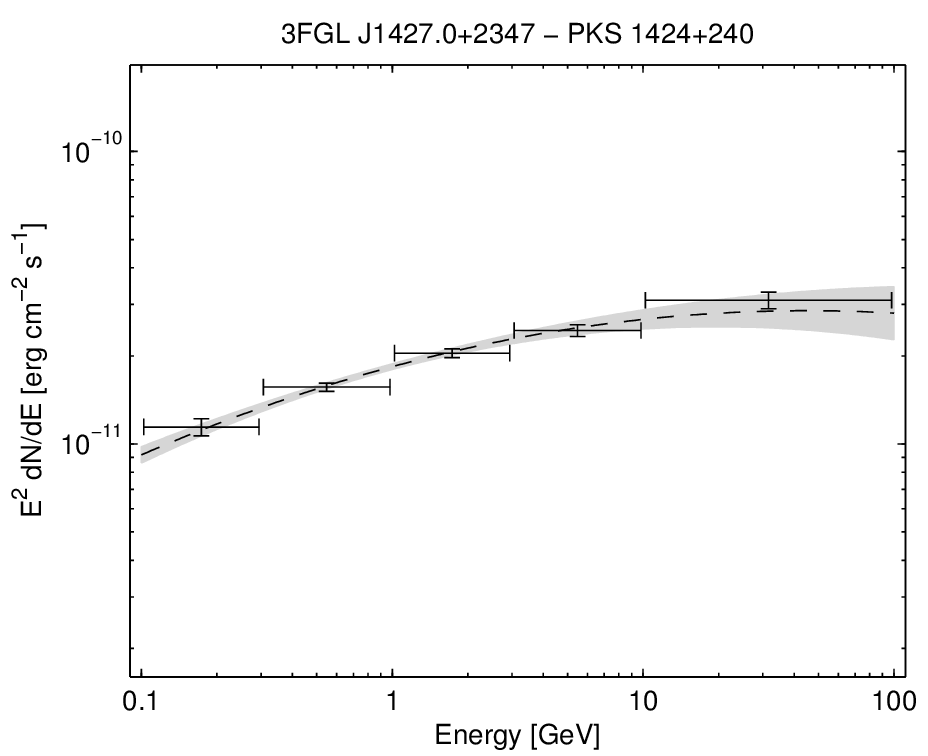 3FGL J1427.0+2347 − PKS 1424+240
10⁻¹⁰
10⁻¹¹
E² dN/dE [erg cm⁻² s⁻¹]
0.1 1 10 100
Energy [GeV]